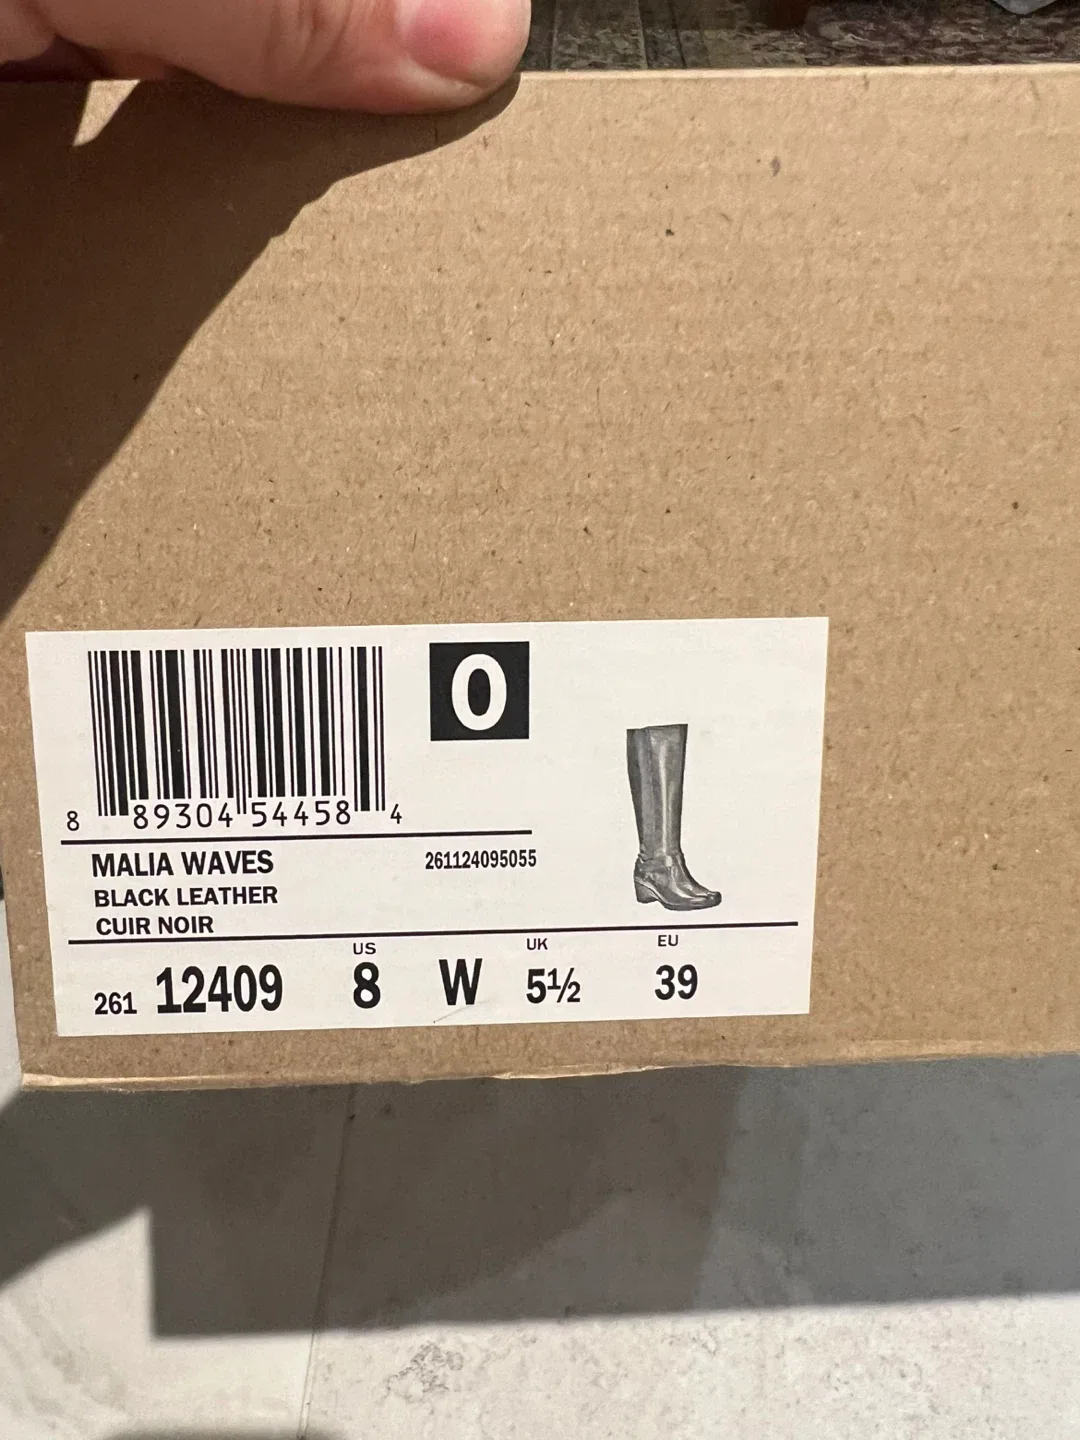 O
8 89304 54458 4
MALIA WAVES 261124095055
BLACK LEATHER
CUIR NOIR
US UK EU
261 12409 8 W 5½ 39